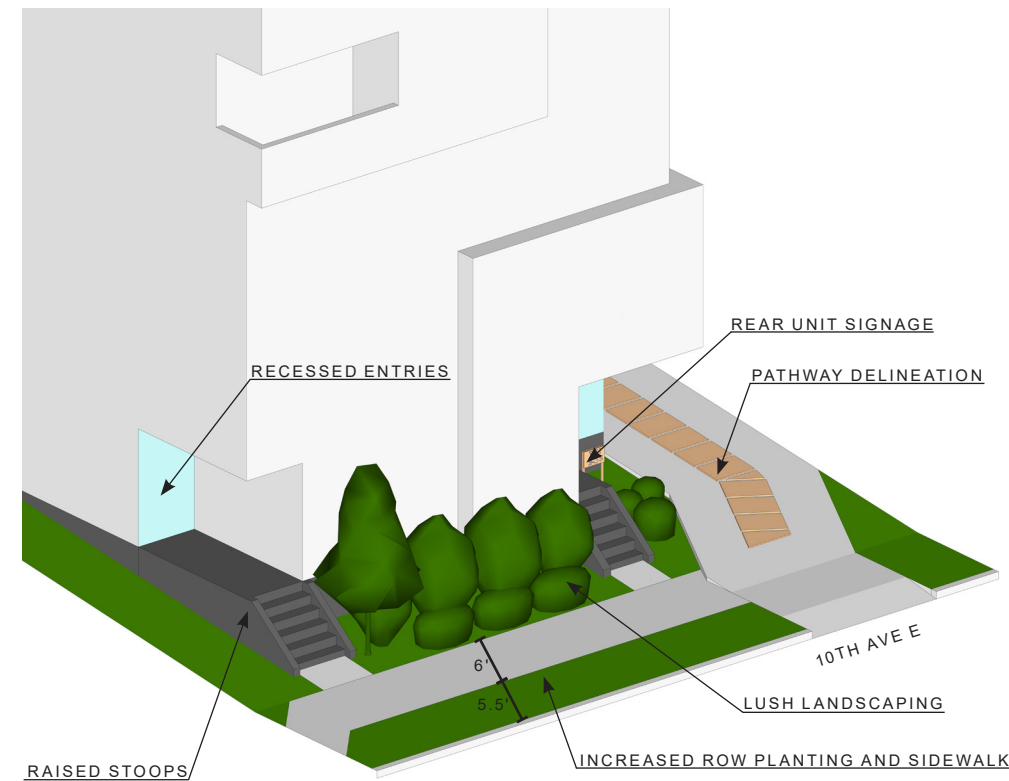 REAR UNIT SIGNAGE
RECESSED ENTRIES
PATHWAY DELINEATION
10TH AVE E
6'
5.5'
LUSH LANDSCAPING
INCREASED ROW PLANTING AND SIDEWALK
RAISED STOOPS